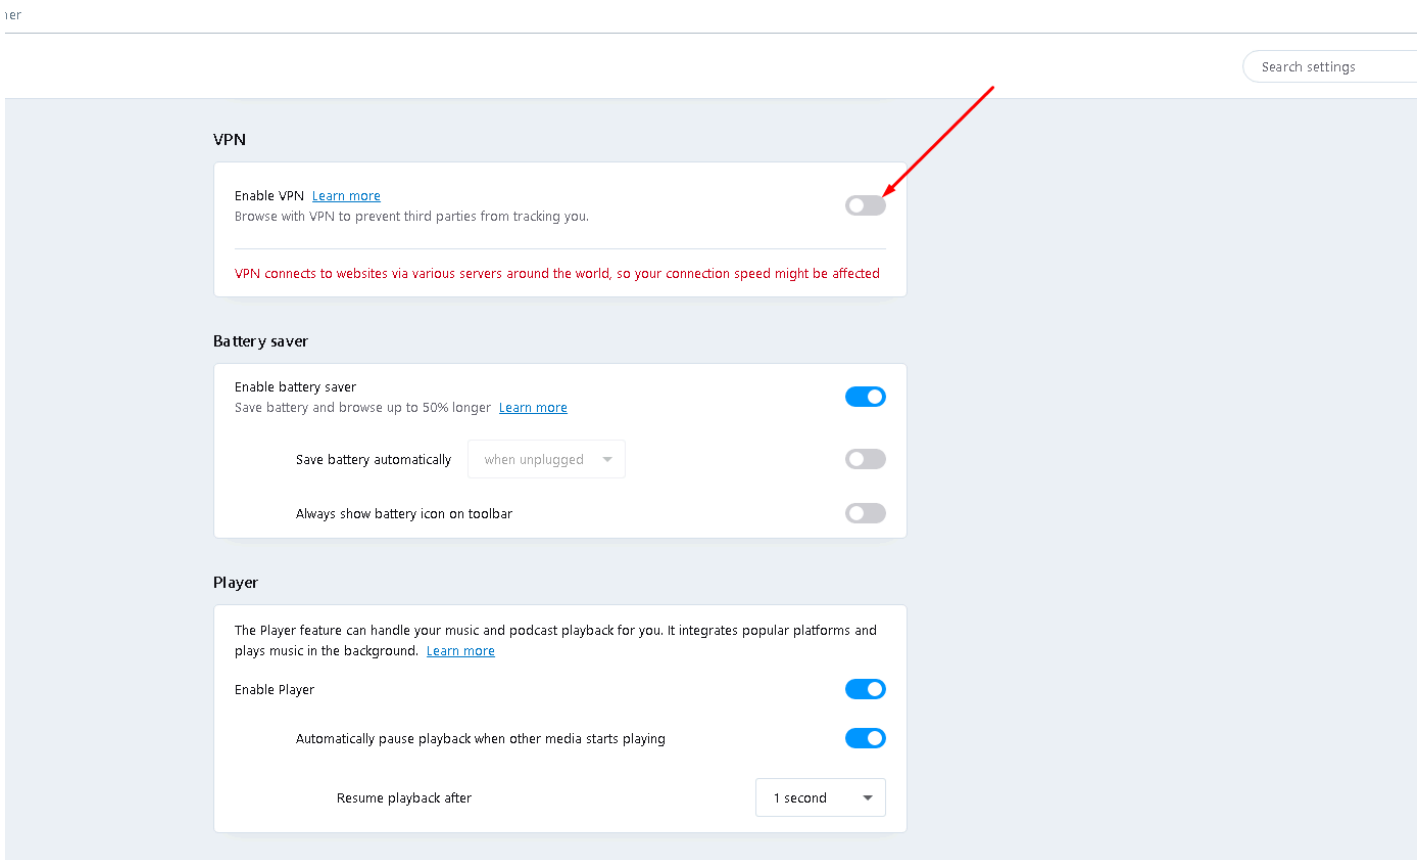 Search settings
VPN
Enable VPN Learn more
Browse with VPN to prevent third parties from tracking you.
VPN connects to websites via various servers around the world, so your connection speed might be affected
Battery saver
Enable battery saver
Save battery and browse up to 50% longer Learn more
Save battery automatically when unplugged
Always show battery icon on toolbar
Player
The Player feature can handle your music and podcast playback for you. It integrates popular platforms and
plays music in the background. Learn more
Enable Player
Automatically pause playback when other media starts playing
Resume playback after 1 second